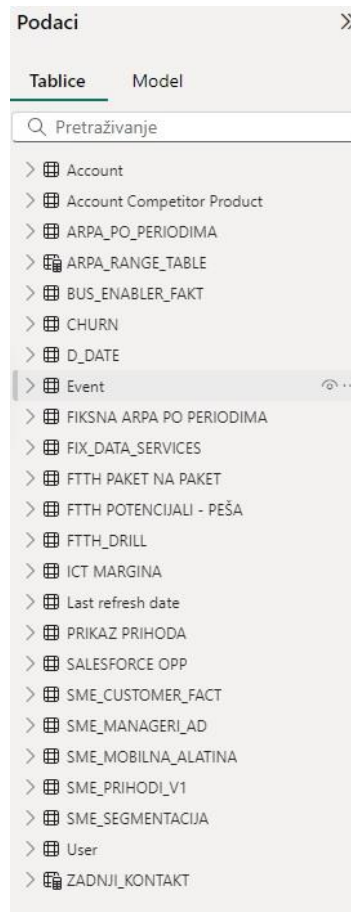 Podaci
Tablice Model
Pretraživanje
Account
Account Competitor Product
ARPA_PO_PERIODIMA
ARPA_RANGE_TABLE
BUS_ENABLER_FAKT
CHURN
D_DATE
Event
FIKSNA ARPA PO PERIODIMA
FIX_DATA_SERVICES
FTTH PAKET NA PAKET
FTTH POTENCIJALI - PEŠA
FTTH_DRILL
ICT MARGINA
Last refresh date
PRIKAZ PRIHODA
SALESFORCE OPP
SME_CUSTOMER_FACT
SME_MANAGERI_AD
SME_MOBILNA_ALATINA
SME_PRIHODI_V1
SME_SEGMENTACIJA
User
ZADNJI_KONTAKT